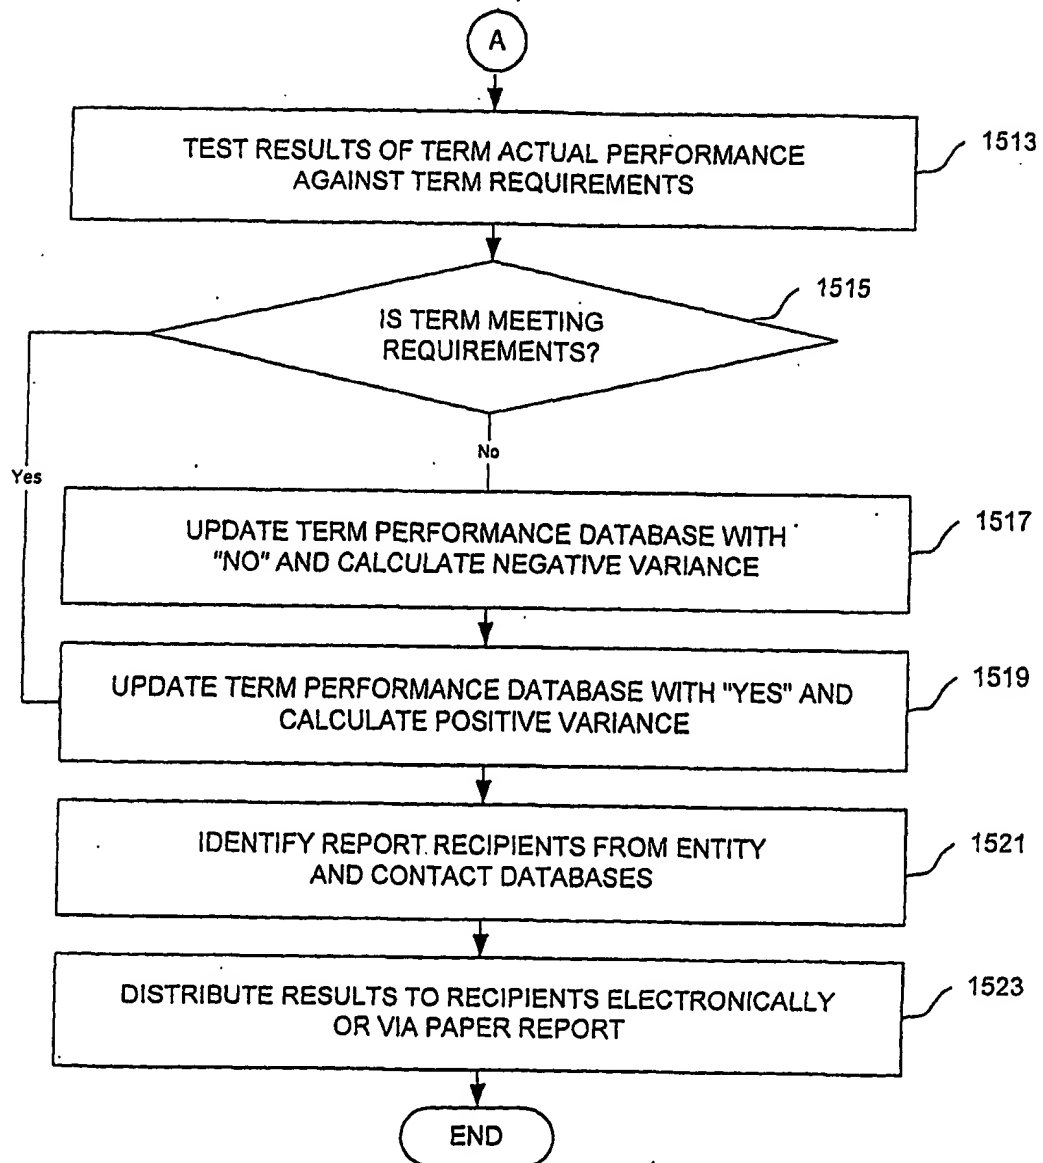 A
TEST RESULTS OF TERM ACTUAL PERFORMANCE
AGAINST TERM REQUIREMENTS
1513
IS TERM MEETING
REQUIREMENTS?
1515
No
Yes
UPDATE TERM PERFORMANCE DATABASE WITH
"NO" AND CALCULATE NEGATIVE VARIANCE
1517
UPDATE TERM PERFORMANCE DATABASE WITH "YES" AND
CALCULATE POSITIVE VARIANCE
1519
IDENTIFY REPORT RECIPIENTS FROM ENTITY
AND CONTACT DATABASES
1521
DISTRIBUTE RESULTS TO RECIPIENTS ELECTRONICALLY
OR VIA PAPER REPORT
1523
END